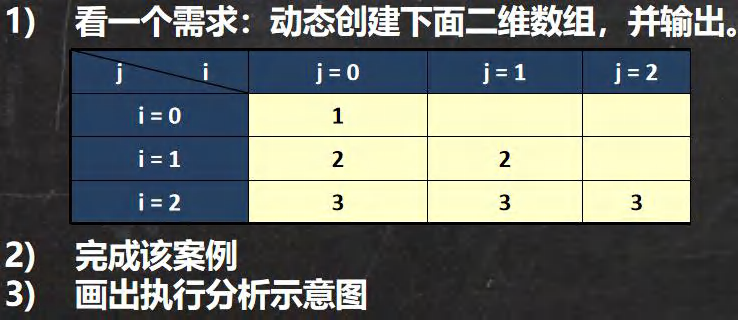 1) 看一个需求：动态创建下面二维数组，并输出。
j i j = 0 j = 1 j = 2
i = 0 1
i = 1 2 2
i = 2 3 3 3
2) 完成该案例
3) 画出执行分析示意图